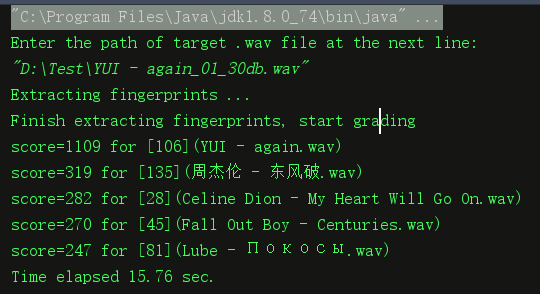 "C:\Program Files\Java\jdk1.8.0_74\bin\java" ...
Enter the path of target .wav file at the next line:
"D:\Test\YUI - again_01_30db.wav"
Extracting fingerprints ...
Finish extracting fingerprints, start grading
score=1109 for [106](YUI - again.wav)
score=319 for [135](周杰伦 - 东风破.wav)
score=282 for [28](Celine Dion - My Heart Will Go On.wav)
score=270 for [45](Fall Out Boy - Centuries.wav)
score=247 for [81](Lube - Покосы.wav)
Time elapsed 15.76 sec.